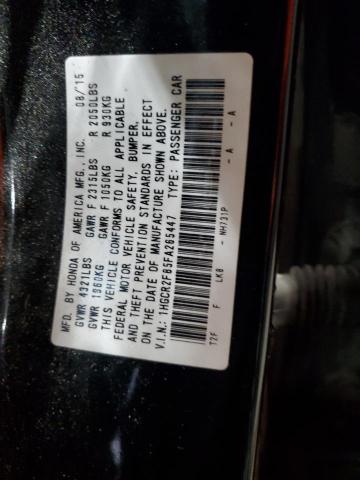 MFD. BY HONDA OF AMERICA MFG., INC. 08/15
GVWR 4321LBS GAWR F 2315LBS R 2050LBS
GVWR 1960KG GAWR F 1050KG R 930KG
THIS VEHICLE CONFORMS TO ALL APPLICABLE
FEDERAL MOTOR VEHICLE SAFETY, BUMPER,
AND THEFT PREVENTION STANDARDS IN EFFECT
ON THE DATE OF MANUFACTURE SHOWN ABOVE.
V.I.N.: 1HGCR2F85FA265447 TYPE: PASSENGER CAR
T2F F LK8 - NH731P - A - A